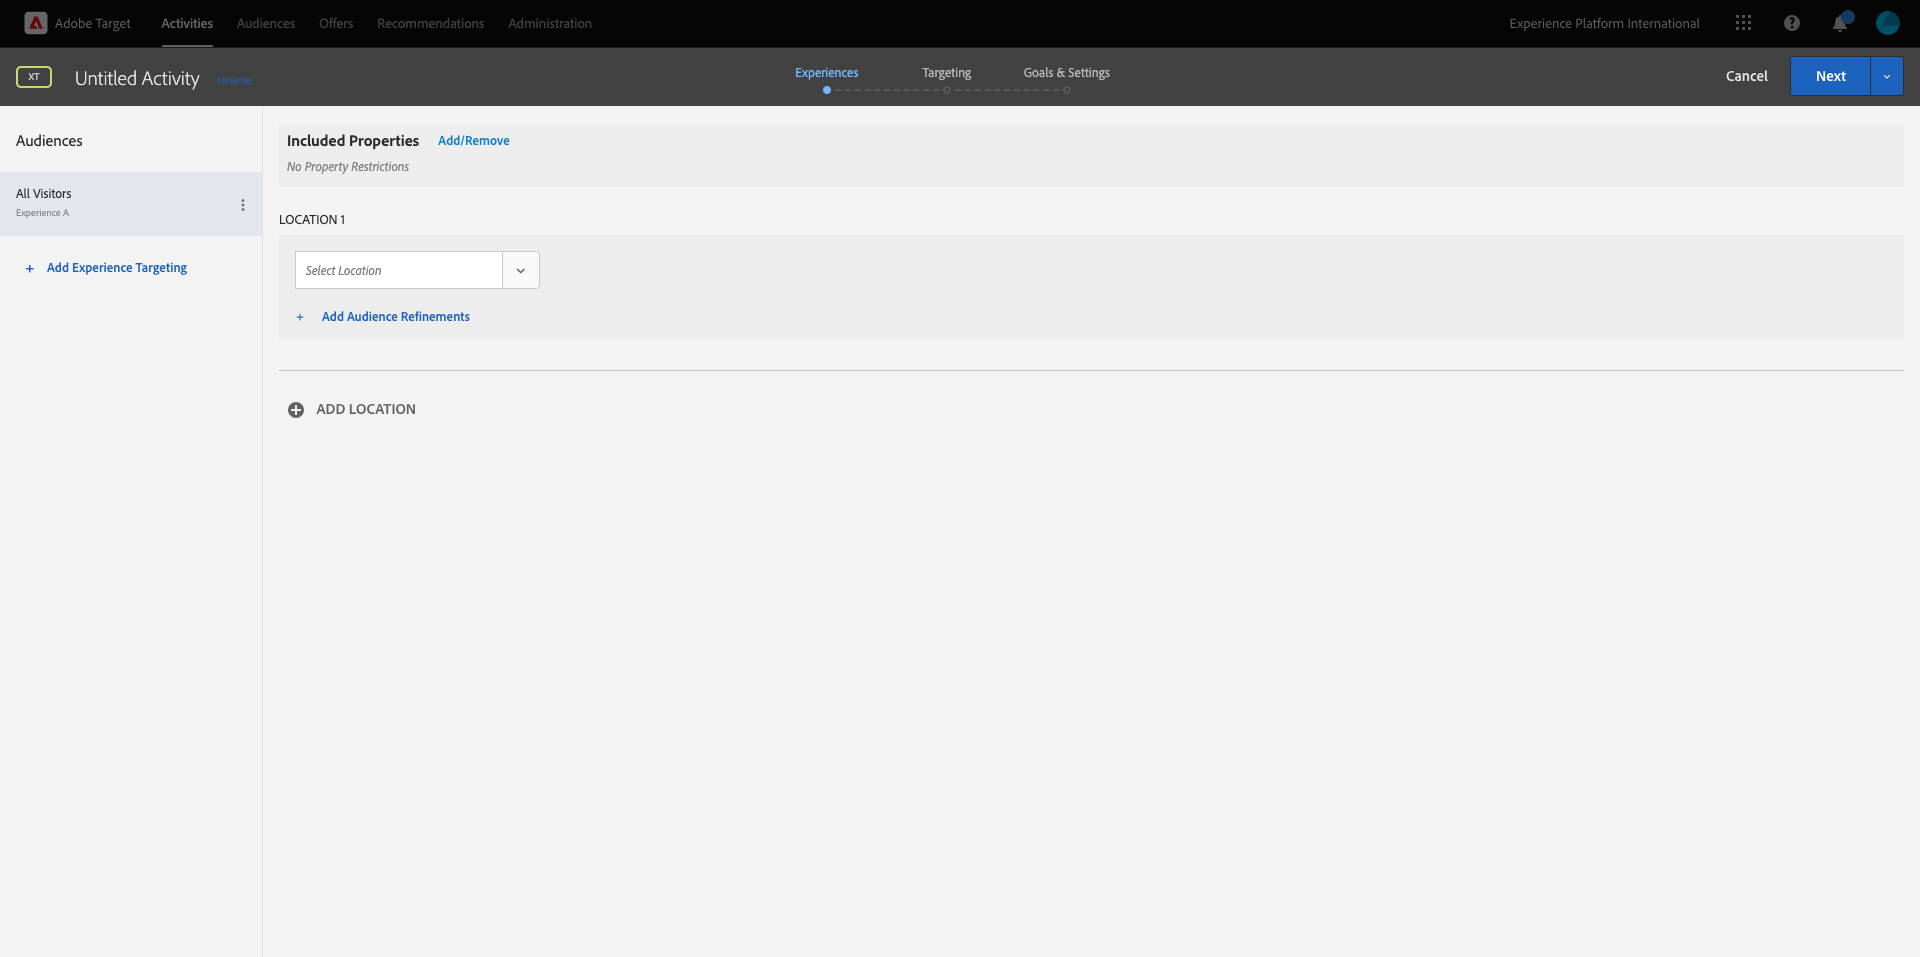 Adobe Target Activities Audiences Offers Recommendations Administration Experience Platform International
XT Untitled Activity rename Experiences Targeting Goals & Settings Cancel Next
Audiences
All Visitors
Experience A
+ Add Experience Targeting
Included Properties Add/Remove
No Property Restrictions
LOCATION 1
Select Location
+ Add Audience Refinements
ADD LOCATION